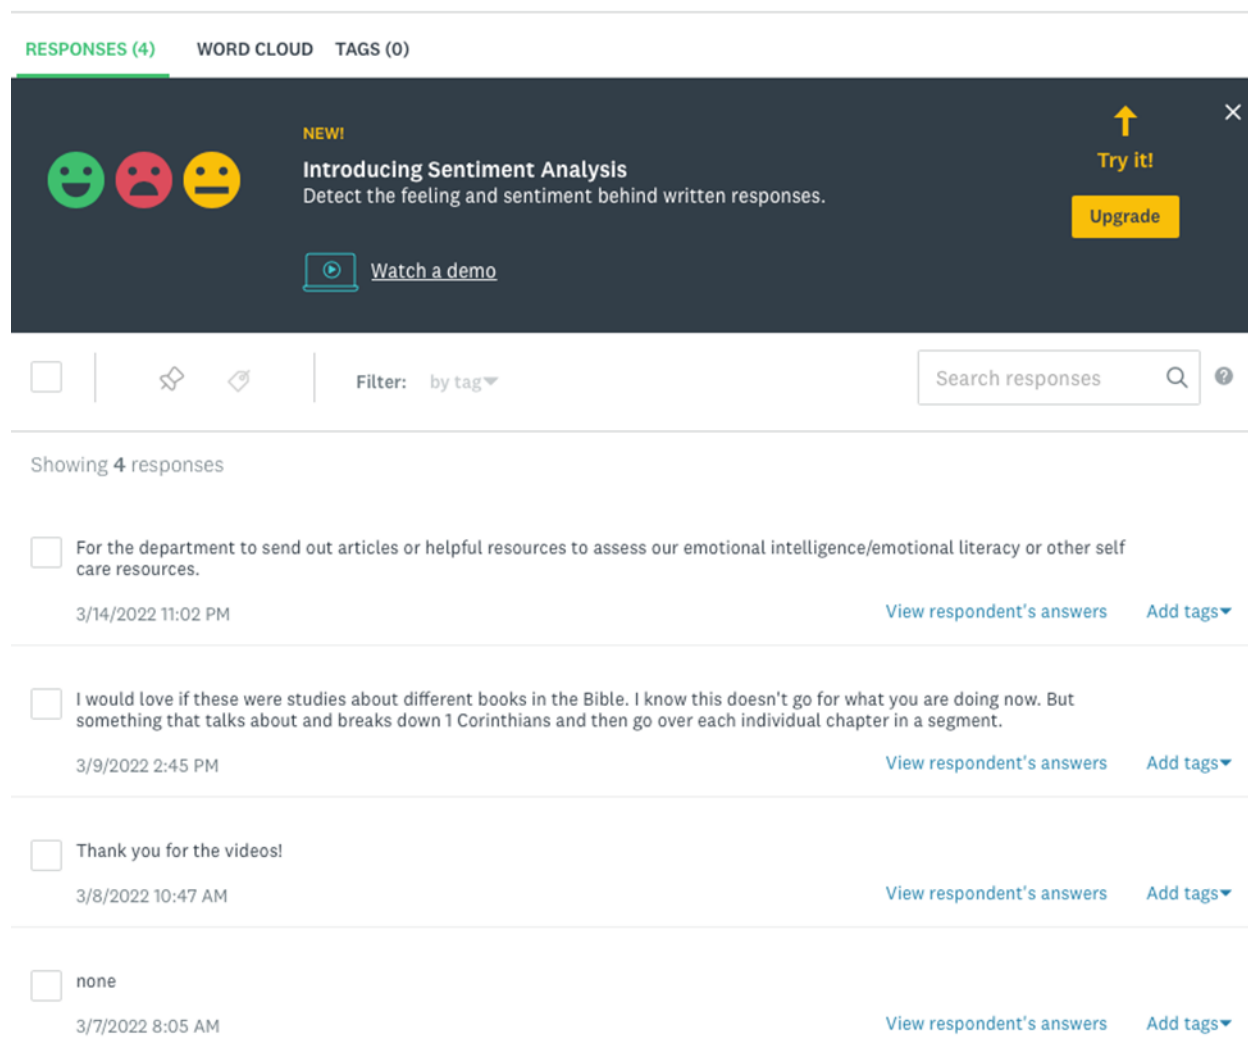 RESPONSES (4) WORD CLOUD TAGS (0)
NEW!
Introducing Sentiment Analysis
Detect the feeling and sentiment behind written responses.
Watch a demo
Try it!
Upgrade
Filter: by tag
Search responses
?
Showing 4 responses
For the department to send out articles or helpful resources to assess our emotional intelligence/emotional literacy or other self
care resources.
3/14/2022 11:02 PM View respondent's answers Add tags
I would love if these were studies about different books in the Bible. I know this doesn't go for what you are doing now. But
something that talks about and breaks down 1 Corinthians and then go over each individual chapter in a segment.
3/9/2022 2:45 PM View respondent's answers Add tags
Thank you for the videos!
3/8/2022 10:47 AM View respondent's answers Add tags
none
3/7/2022 8:05 AM View respondent's answers Add tags